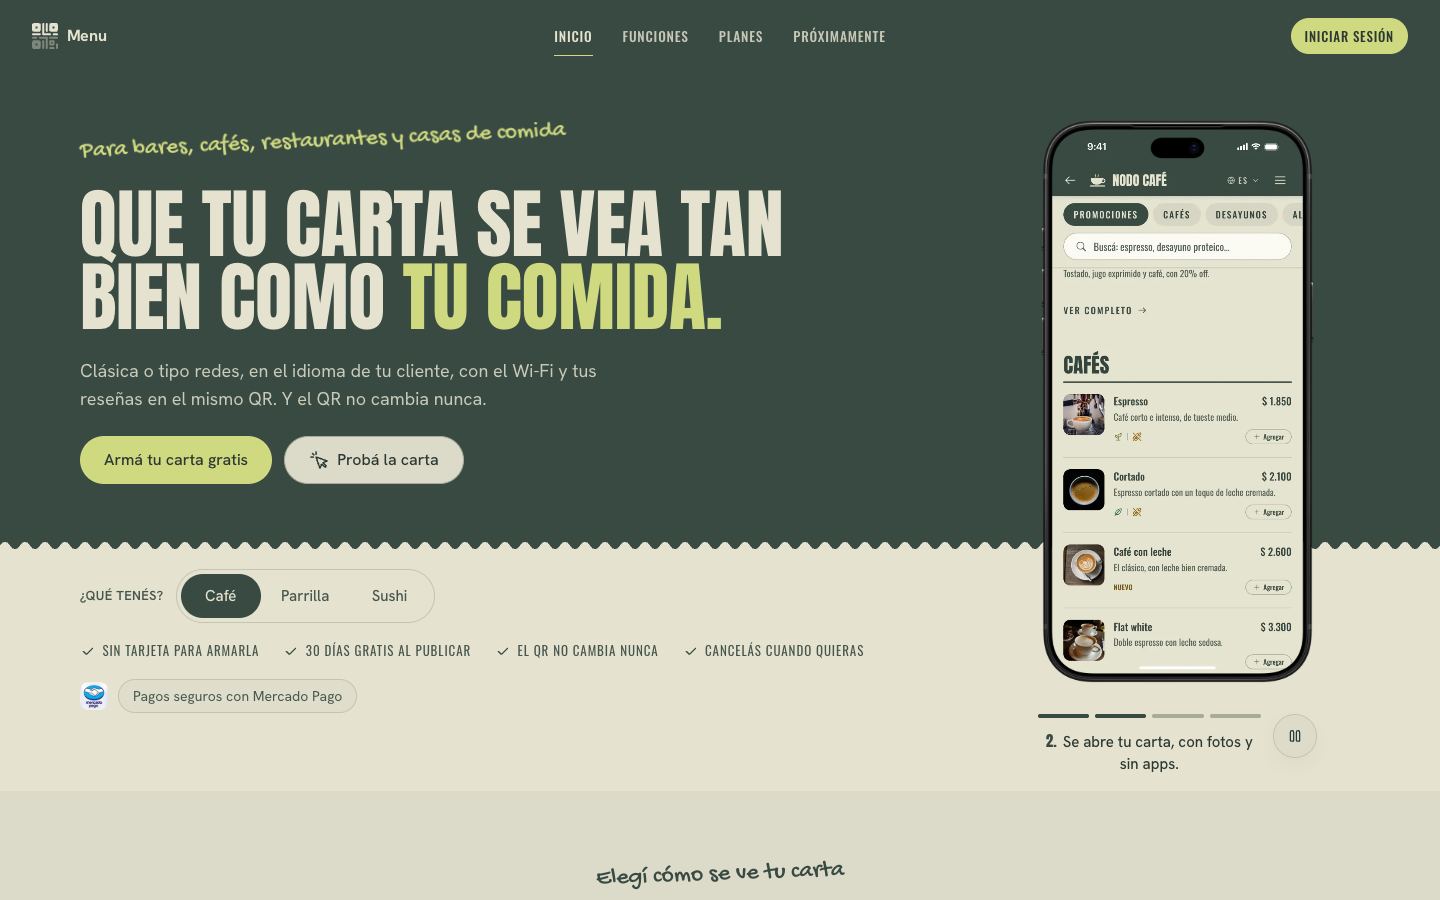 Menu
INICIO
FUNCIONES
PLANES
PRÓXIMAMENTE
INICIAR SESIÓN
Para bares, cafés, restaurantes y casas de comida
QUE TU CARTA SE VEA TAN
BIEN COMO TU COMIDA.
Clásica o tipo redes, en el idioma de tu cliente, con el Wi-Fi y tus
reseñas en el mismo QR. Y el QR no cambia nunca.
Armá tu carta gratis
Probá la carta
¿QUÉ TENÉS?
Café
Parrilla
Sushi
SIN TARJETA PARA ARMARLA
30 DÍAS GRATIS AL PUBLICAR
EL QR NO CAMBIA NUNCA
CANCELÁS CUANDO QUIERAS
mercado
pago
Pagos seguros con Mercado Pago
9:41
NODO CAFÉ
ES
PROMOCIONES
CAFÉS
DESAYUNOS
AL
Buscá: espresso, desayuno proteico...
Tostado, jugo exprimido y café, con 20% off.
VER COMPLETO
CAFÉS
Espresso
$ 1.850
Café corto e intenso, de tueste medio.
+ Agregar
Cortado
$ 2.100
Espresso cortado con un toque de leche cremada.
+ Agregar
Café con leche
$ 2.600
El clásico, con leche bien cremada.
NUEVO
+ Agregar
Flat white
$ 3.300
Doble espresso con leche sedosa.
+ Agregar
2. Se abre tu carta, con fotos y
sin apps.
Elegí cómo se ve tu carta